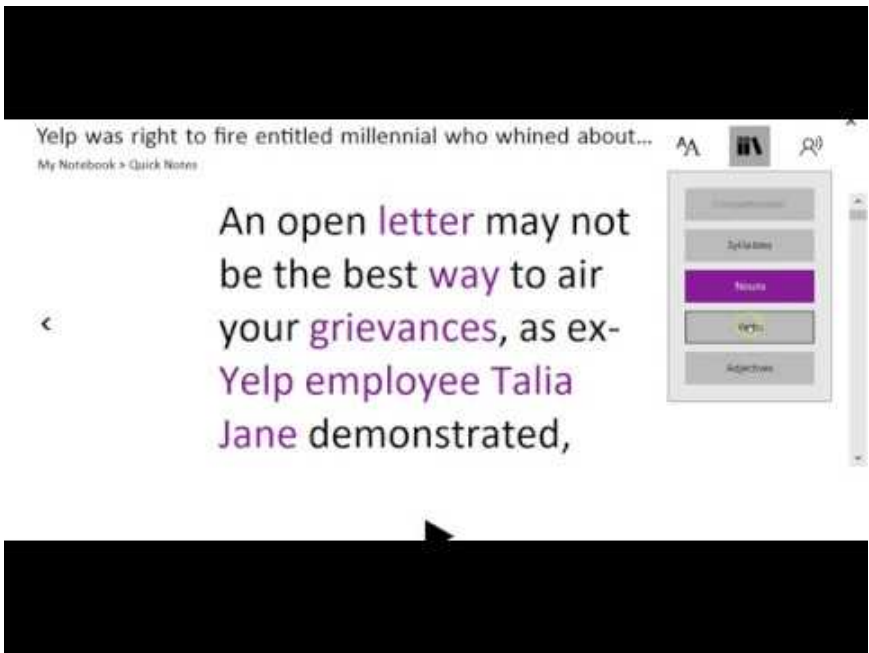 Yelp was right to fire entitled millennial who whined about...
My Notebook > Quick Notes
An open letter may not
be the best way to air
your grievances, as ex-
Yelp employee Talia
Jane demonstrated,
AA
Syllables
Nouns
Verbs
Adjectives